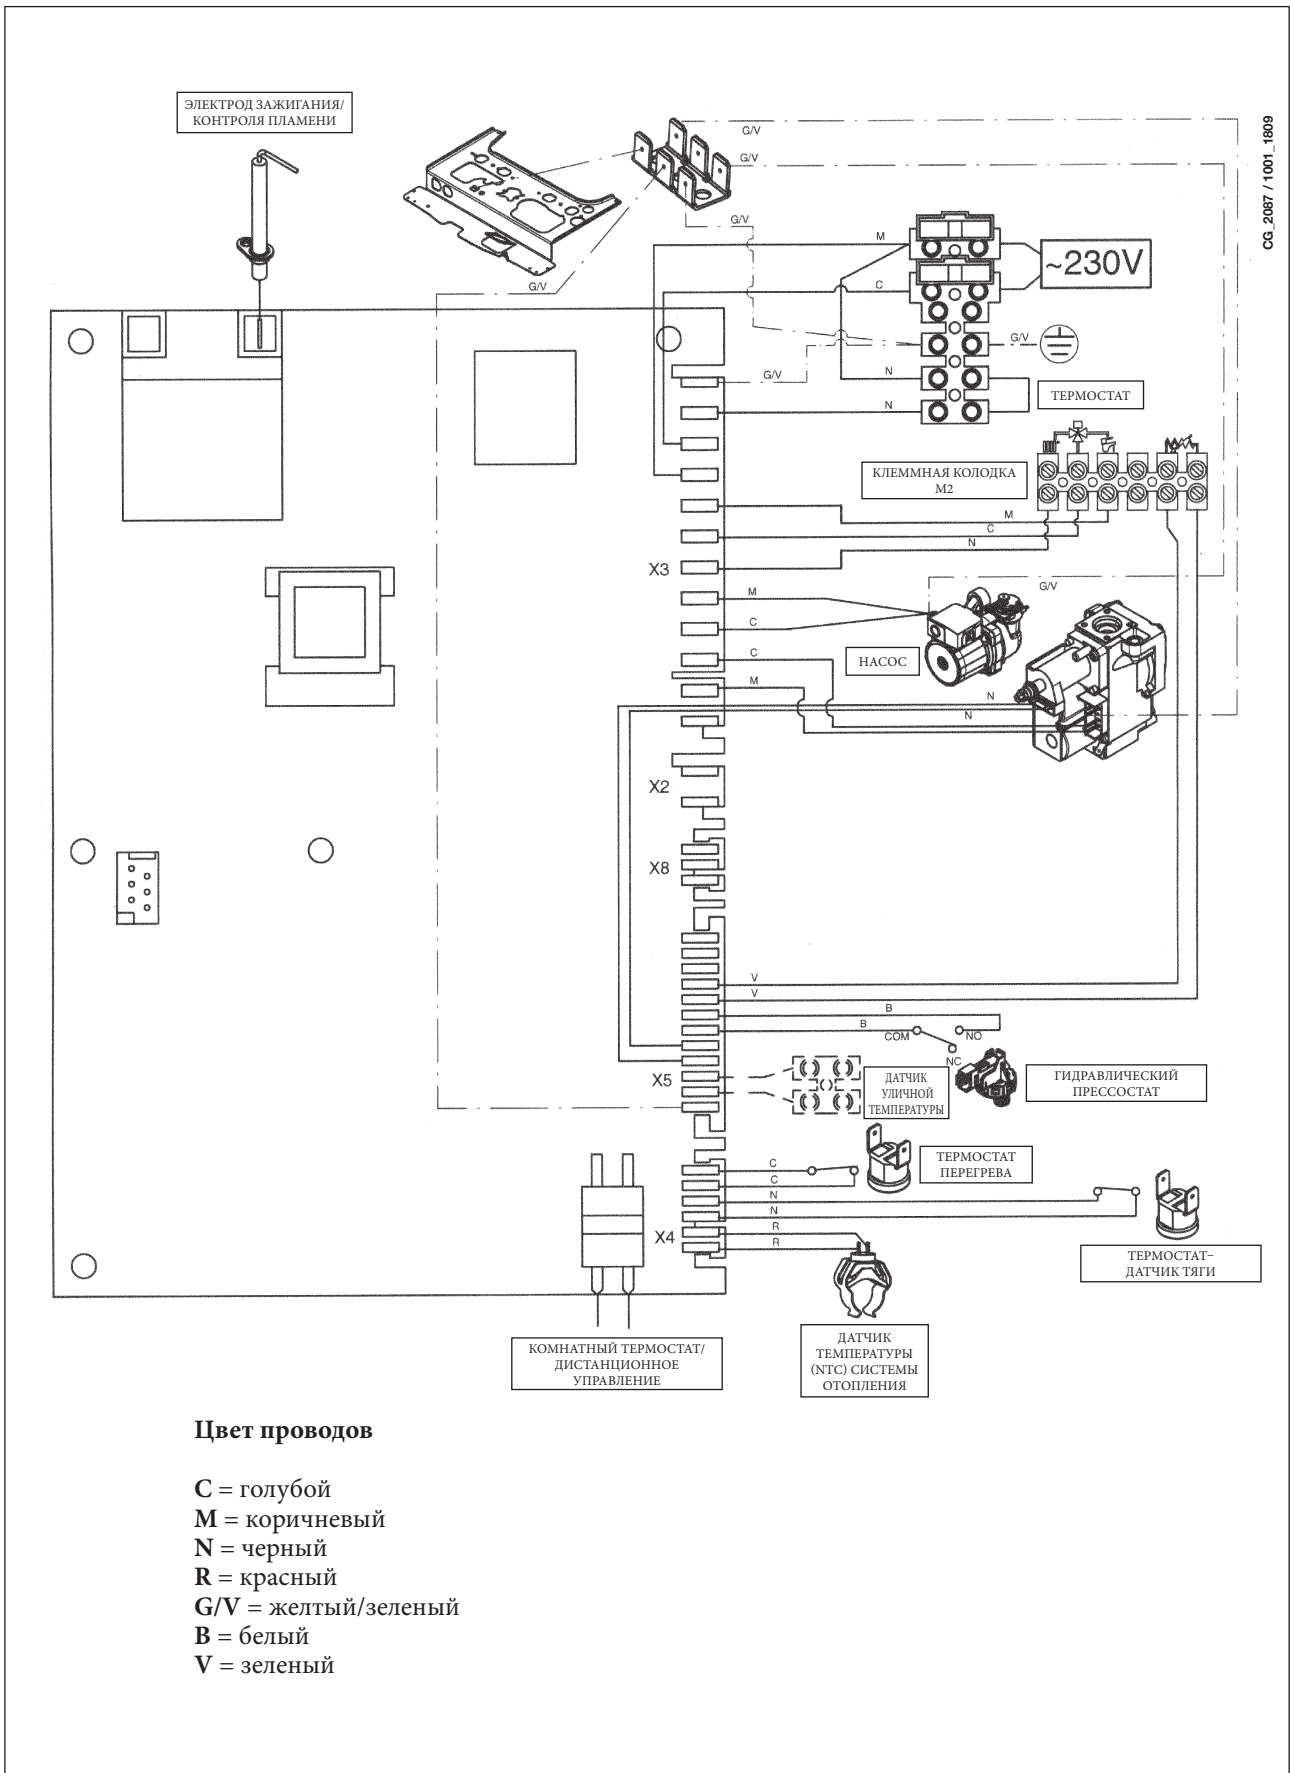 ЭЛЕКТРОД ЗАЖИГАНИЯ/
КОНТРОЛЯ ПЛАМЕНИ
CG_2087 / 1001_1809
G/V
G/V
G/V
G/V
M
~230V
C
G/V
G/V
N
ТЕРМОСТАТ
N
КЛЕММНАЯ КОЛОДКА
M2
M
C
N
X3
G/V
M
C
НАСОС
C
M
N
N
X2
X8
V
V
B
B
COM
NO
NC
X5
ДАТЧИК
УЛИЧНОЙ
ТЕМПЕРАТУРЫ
ГИДРАВЛИЧЕСКИЙ
ПРЕССОСТАТ
C
C
ТЕРМОСТАТ
ПЕРЕГРЕВА
N
N
R
R
X4
ТЕРМОСТАТ–
ДАТЧИК ТЯГИ
КОМНАТНЫЙ ТЕРМОСТАТ/
ДИСТАНЦИОННОЕ
УПРАВЛЕНИЕ
ДАТЧИК
ТЕМПЕРАТУРЫ
(NTC) СИСТЕМЫ
ОТОПЛЕНИЯ
Цвет проводов
C = голубой
M = коричневый
N = черный
R = красный
G/V = желтый/зеленый
B = белый
V = зеленый